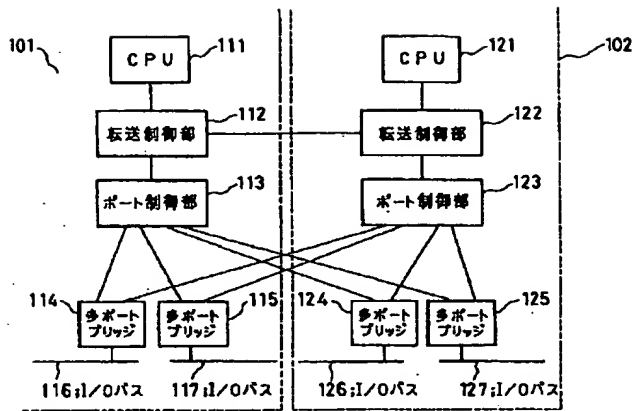 101
CPU
111
CPU
121
102
転送制御部
112
転送制御部
122
ポート制御部
113
ポート制御部
123
114
多ポート
ブリッジ
115
多ポート
ブリッジ
124
多ポート
ブリッジ
125
多ポート
ブリッジ
116;I/Oバス
117;I/Oバス
126;I/Oバス
127;I/Oバス